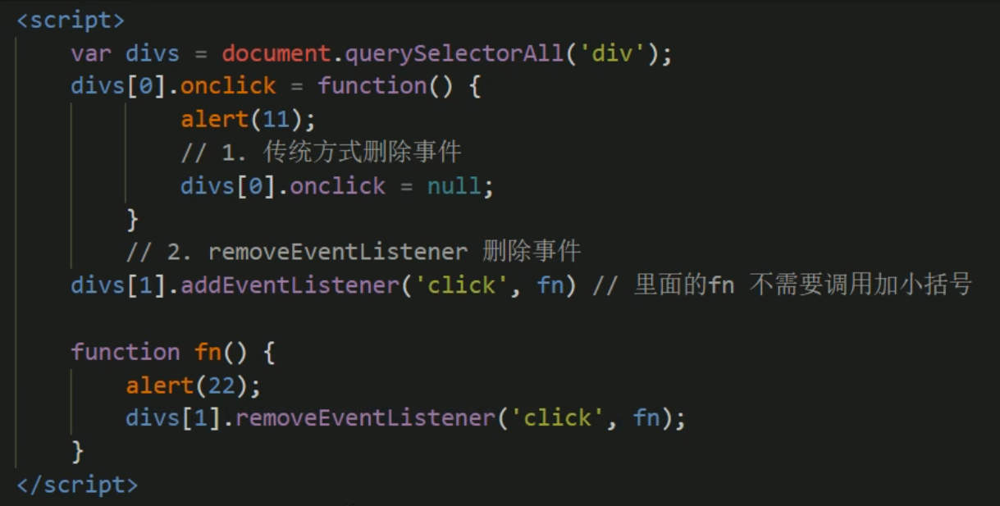 <script>
var divs = document.querySelectorAll('div');
divs[0].onclick = function() {
alert(11);
// 1. 传统方式删除事件
divs[0].onclick = null;
}
// 2. removeEventListener 删除事件
divs[1].addEventListener('click', fn) // 里面的fn 不需要调用加小括号
function fn() {
alert(22);
divs[1].removeEventListener('click', fn);
}
</script>